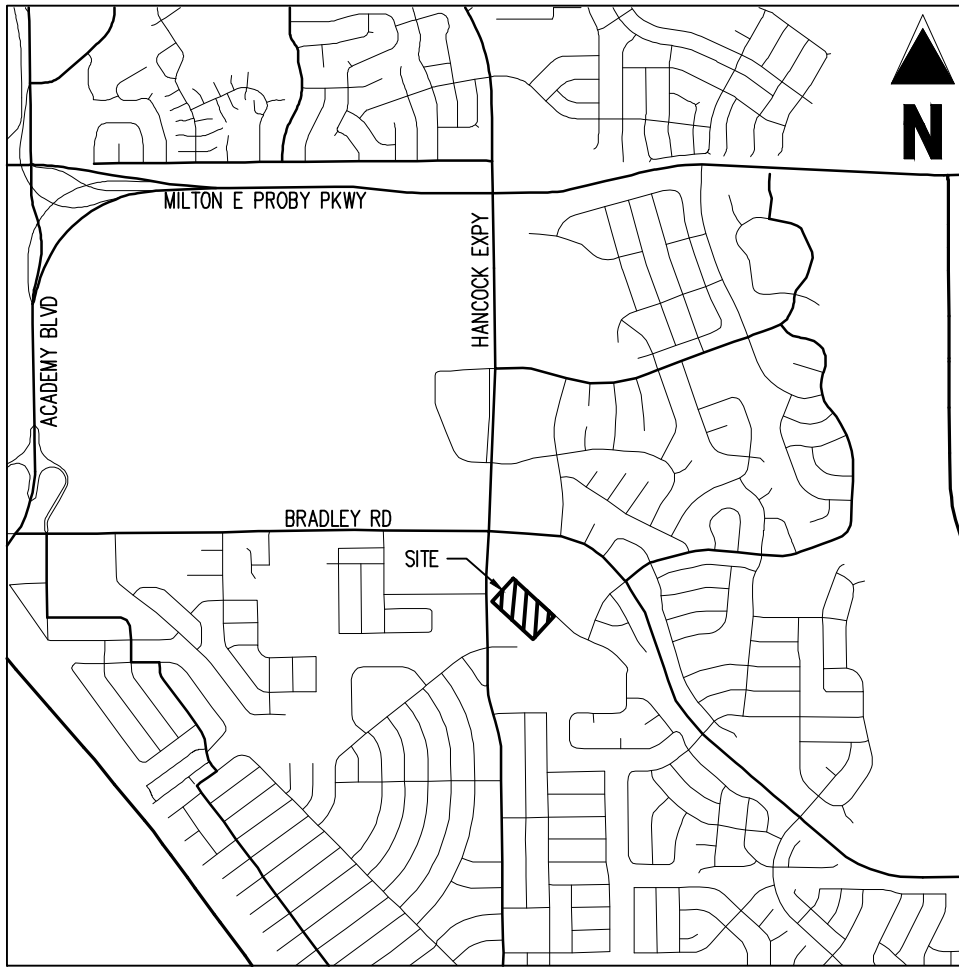 N
MILTON E PROBY PKWY
HANCOCK EXPY
ACADEMY BLVD
BRADLEY RD
SITE